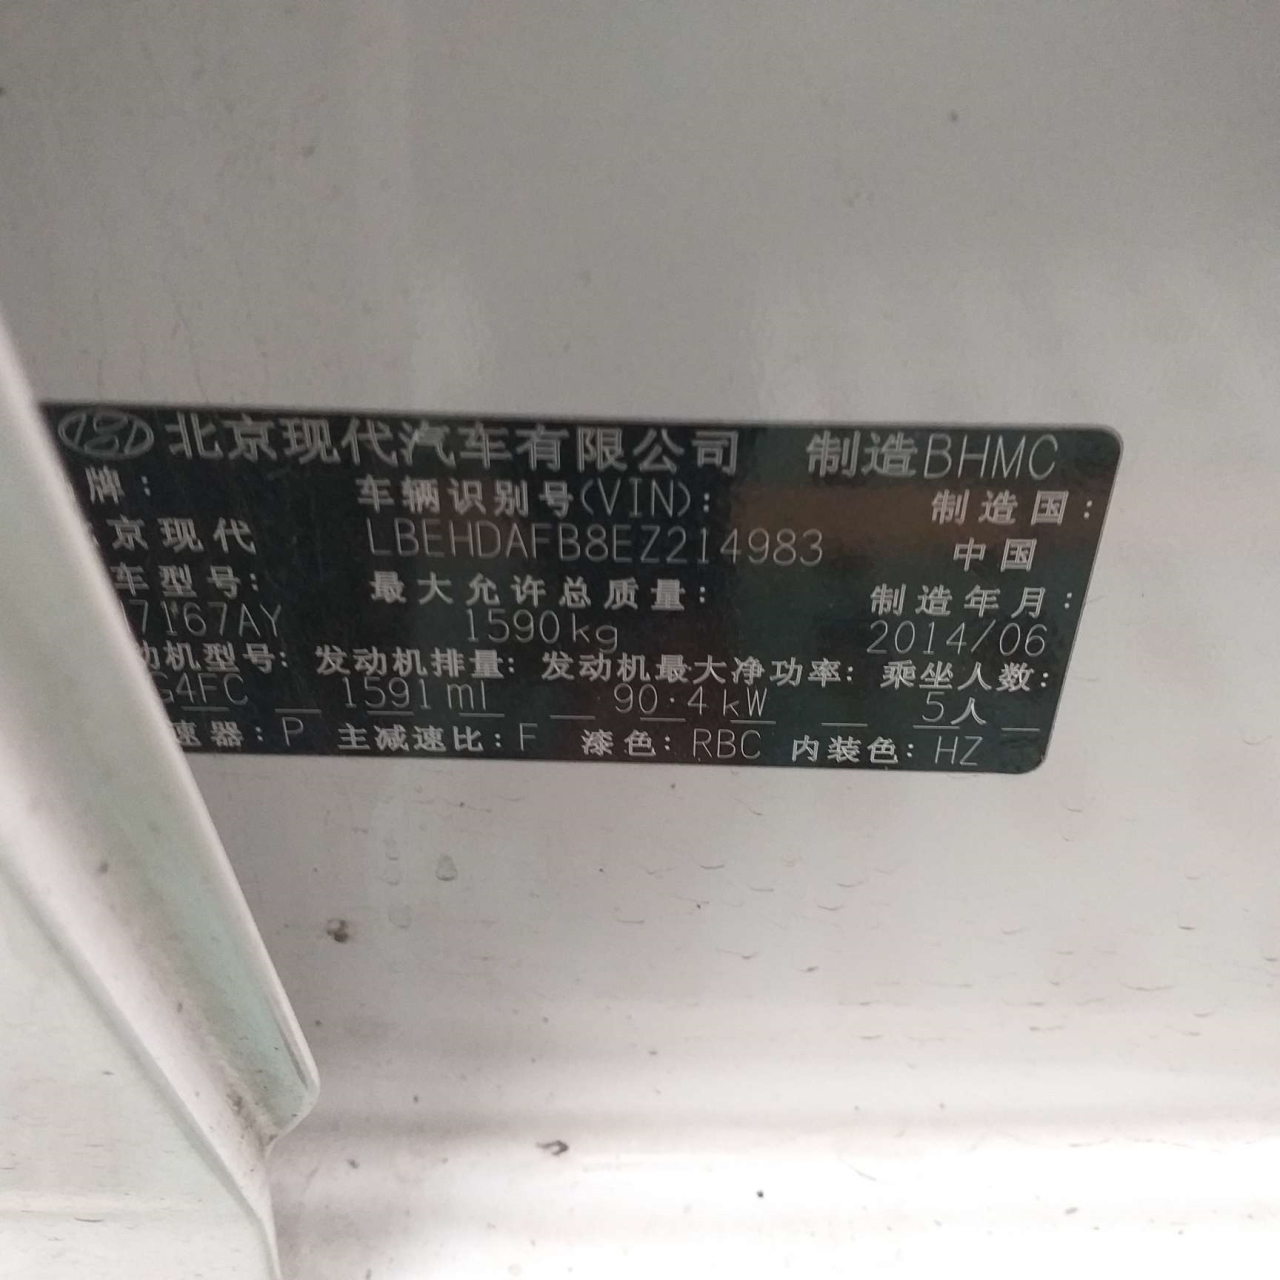 北京现代汽车有限公司 制造BHMC
牌: 车辆识别号(VIN): 制造国:
京现代 LBEHDAFB8EZ214983 中国
车型号: 最大允许总质量: 制造年月:
7167AY 1590kg 2014/06
动机型号: 发动机排量: 发动机最大净功率: 乘坐人数:
G4FC 1591ml 90.4kW 5人
速器:P 主减速比:F 漆色:RBC 内装色:HZ